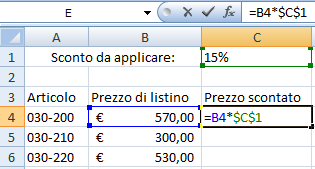 E fx =B4*$C$1
A B C
1 Sconto da applicare: 15%
2
3 Articolo Prezzo di listino Prezzo scontato
4 030-200 € 570,00 =B4*$C$1
5 030-210 € 300,00
6 030-220 € 530,00